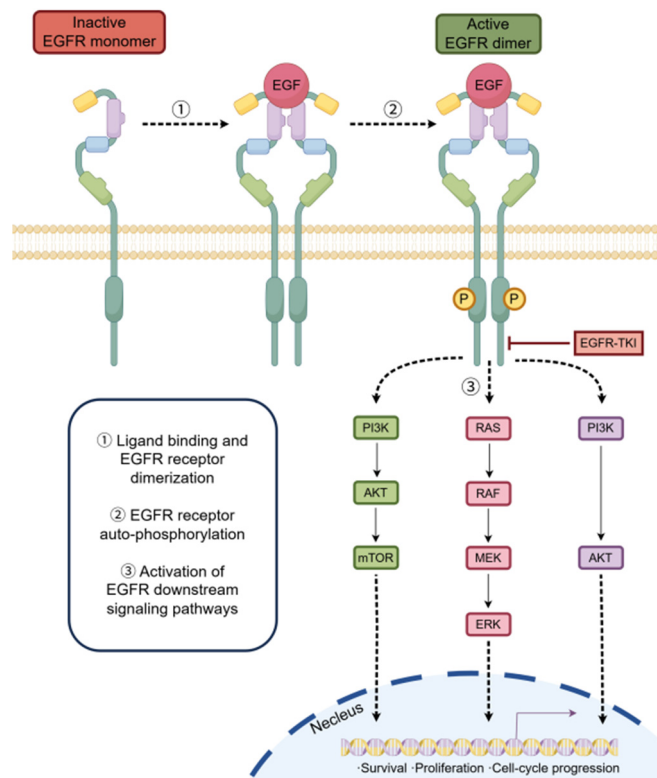 Inactive
EGFR monomer
Active
EGFR dimer
EGF
EGF
①
②
P
P
EGFR-TKI
③
PI3K
RAS
PI3K
AKT
RAF
mTOR
MEK
AKT
ERK
① Ligand binding and
EGFR receptor
dimerization
② EGFR receptor
auto-phosphorylation
③ Activation of
EGFR downstream
signaling pathways
Necleus
·Survival ·Proliferation ·Cell-cycle progression